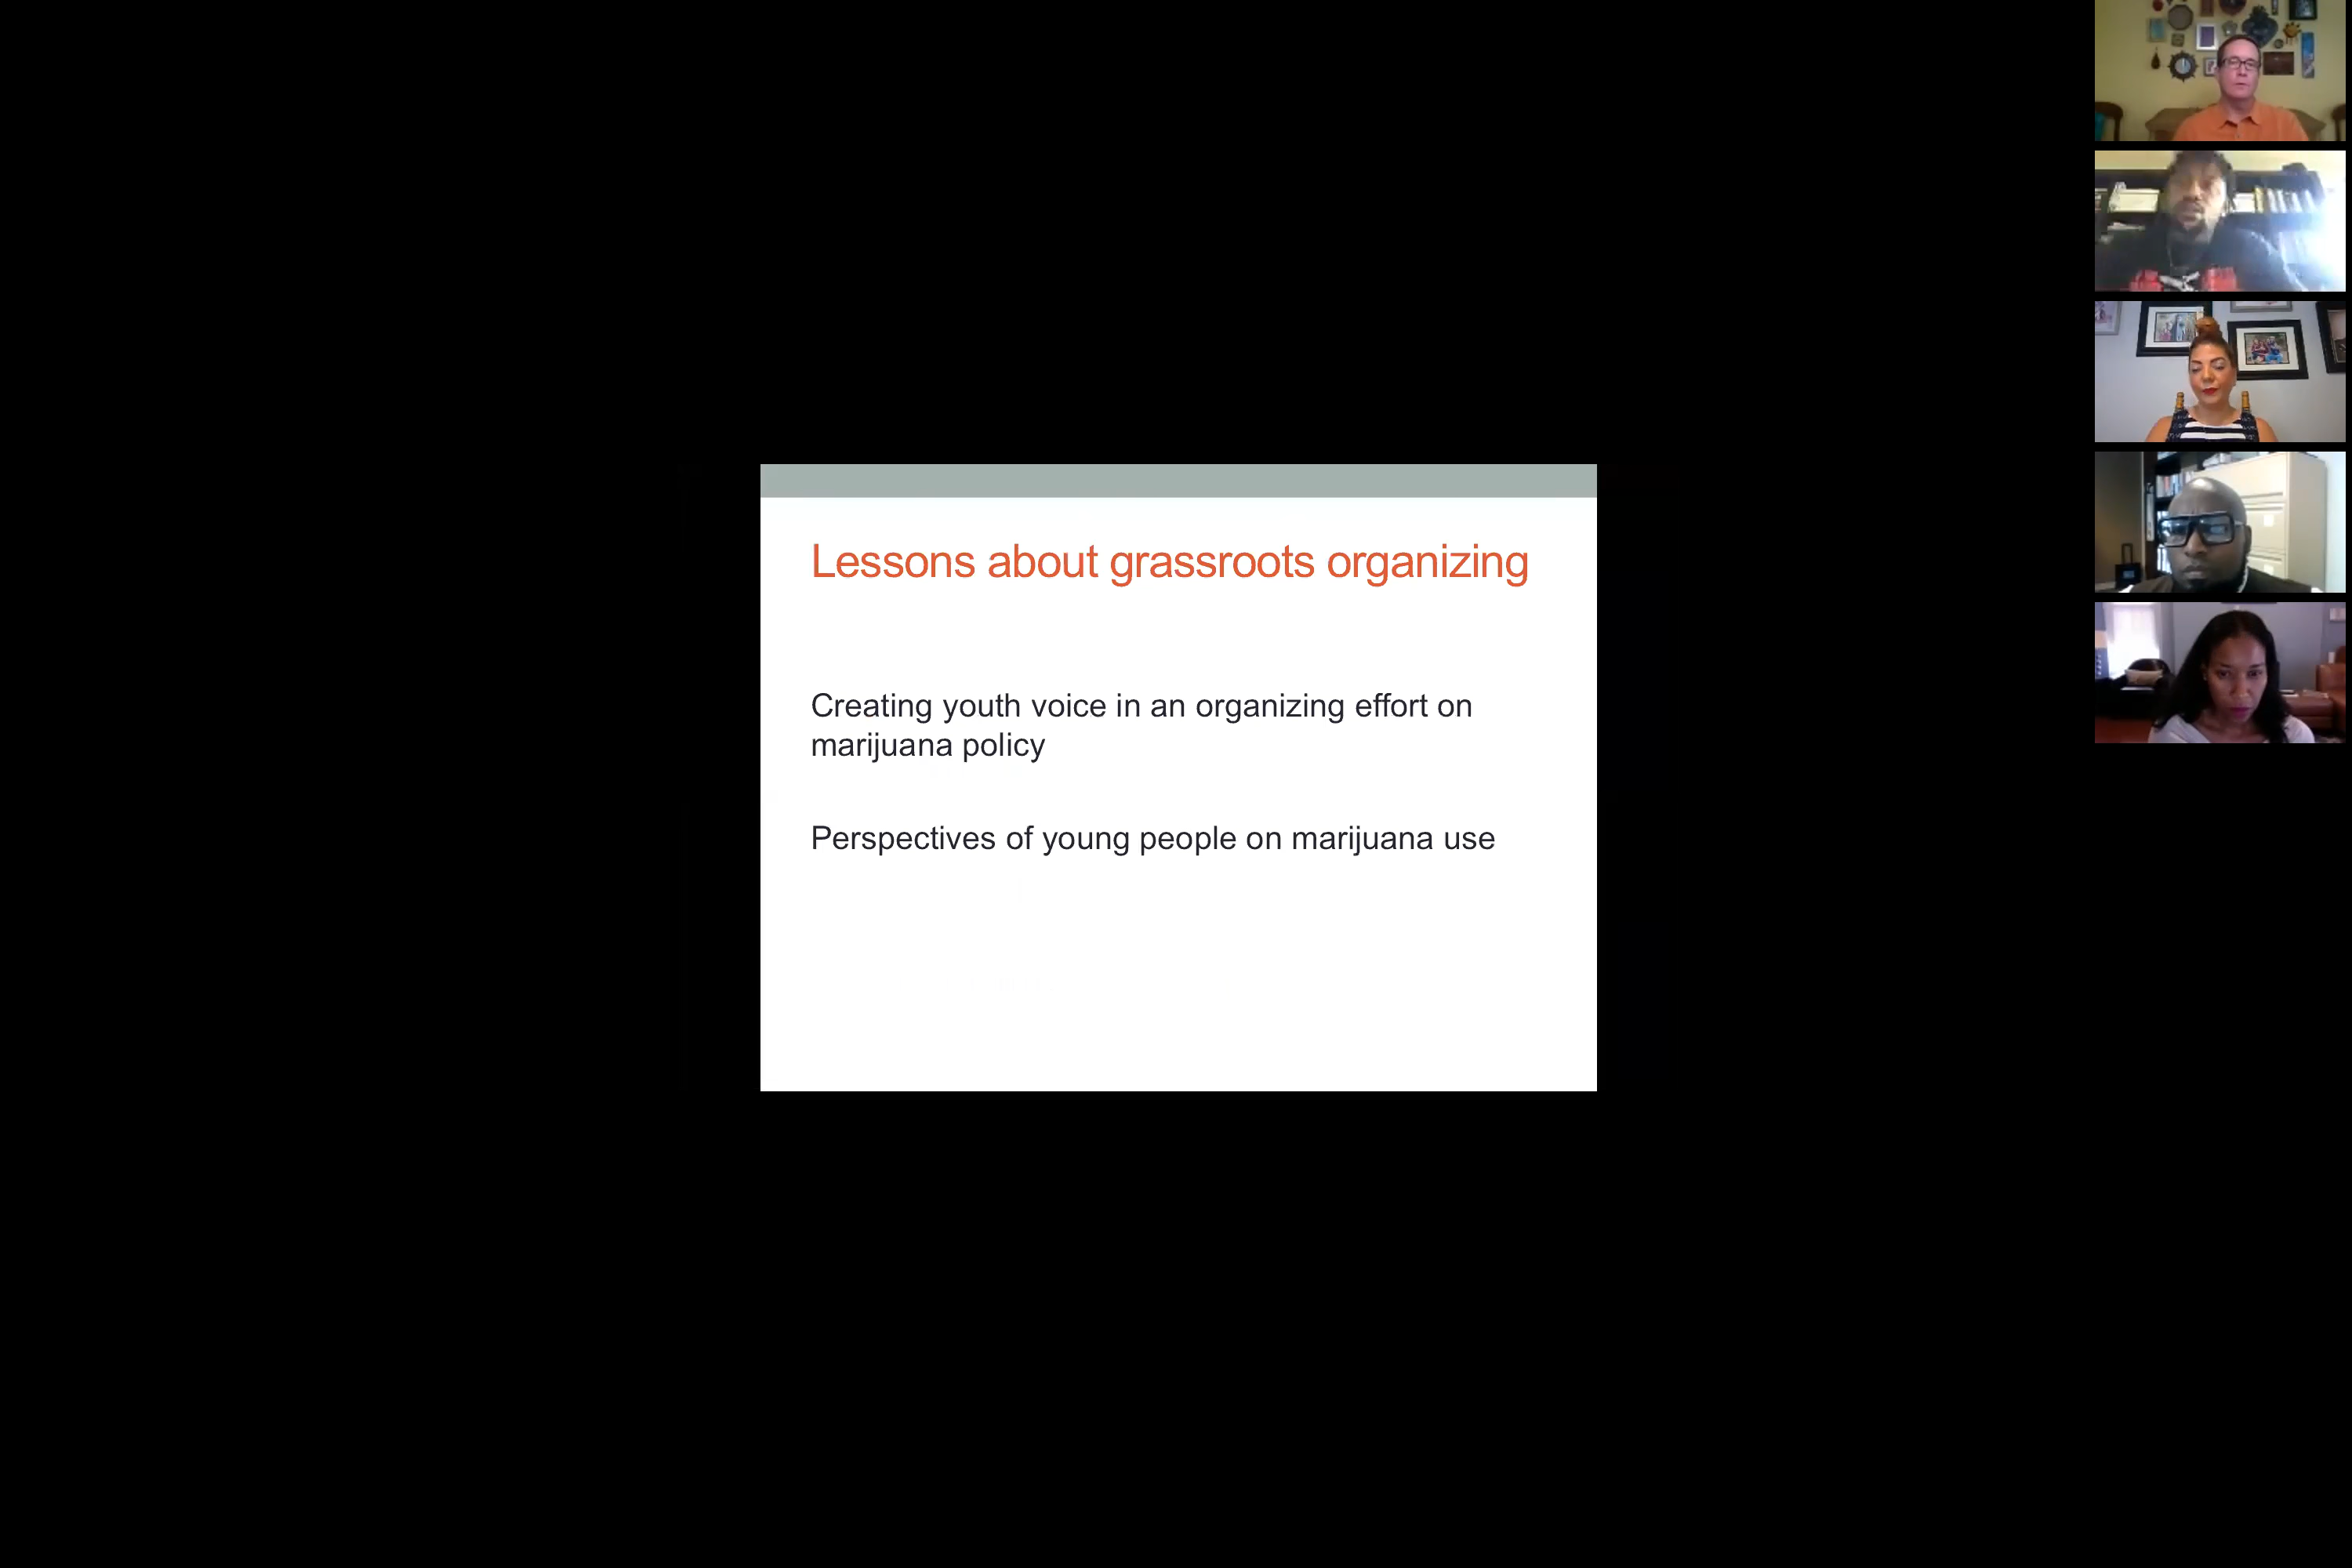 Lessons about grassroots organizing
Creating youth voice in an organizing effort on
marijuana policy
Perspectives of young people on marijuana use